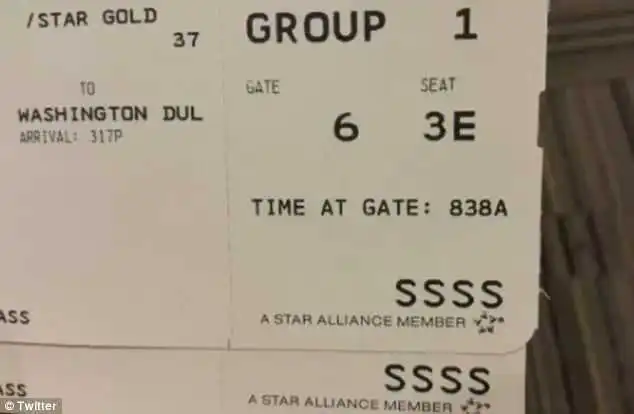 /STAR GOLD
37
GROUP 1
TO
WASHINGTON DUL
ARRIVAL: 317P
GATE SEAT
6 3E
TIME AT GATE: 838A
SSSS
A STAR ALLIANCE MEMBER
ASS
SSSS
A STAR ALLIANCE MEMBER
ASS
© Twitter